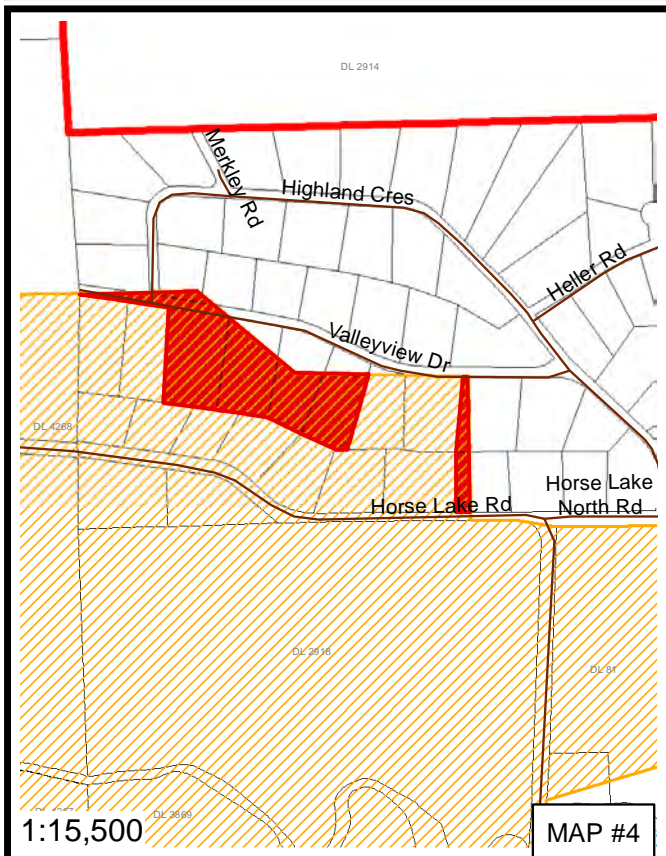 DL 2914
Merkley Rd
Highland Cres
Heller Rd
Valleyview Dr
DL 4268
Horse Lake Rd
Horse Lake
North Rd
DL 2918
DL 81
DL 3869
1:15,500
MAP #4